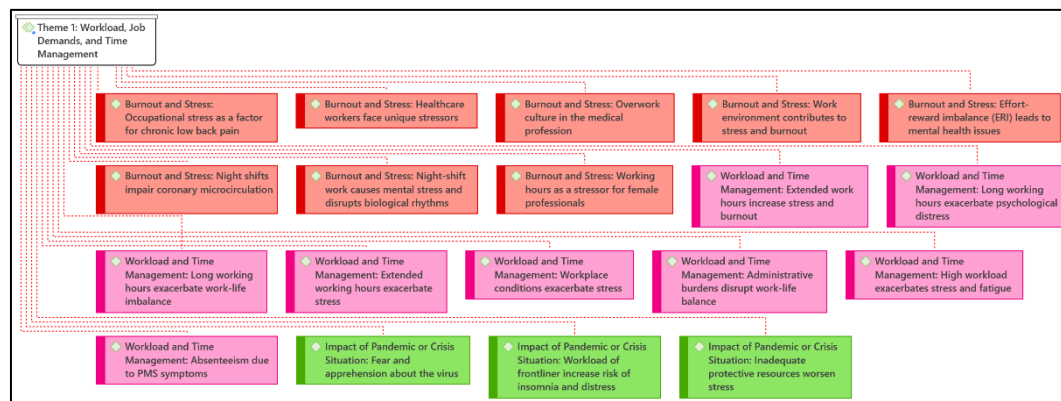 Theme 1: Workload, Job
Demands, and Time
Management
Burnout and Stress:
Occupational stress as a factor
for chronic low back pain
Burnout and Stress: Healthcare
workers face unique stressors
Burnout and Stress: Overwork
culture in the medical
profession
Burnout and Stress: Work
environment contributes to
stress and burnout
Burnout and Stress: Effort-
reward imbalance (ERI) leads to
mental health issues
Burnout and Stress: Night shifts
impair coronary microcirculation
Burnout and Stress: Night-shift
work causes mental stress and
disrupts biological rhythms
Burnout and Stress: Working
hours as a stressor for female
professionals
Workload and Time
Management: Extended work
hours increase stress and
burnout
Workload and Time
Management: Long working
hours exacerbate psychological
distress
Workload and Time
Management: Long working
hours exacerbate work-life
imbalance
Workload and Time
Management: Extended
working hours exacerbate
stress
Workload and Time
Management: Workplace
conditions exacerbate stress
Workload and Time
Management: Administrative
burdens disrupt work-life
balance
Workload and Time
Management: High workload
exacerbates stress and fatigue
Workload and Time
Management: Absenteeism due
to PMS symptoms
Impact of Pandemic or Crisis
Situation: Fear and
apprehension about the virus
Impact of Pandemic or Crisis
Situation: Workload of
frontliner increase risk of
insomnia and distress
Impact of Pandemic or Crisis
Situation: Inadequate
protective resources worsen
stress